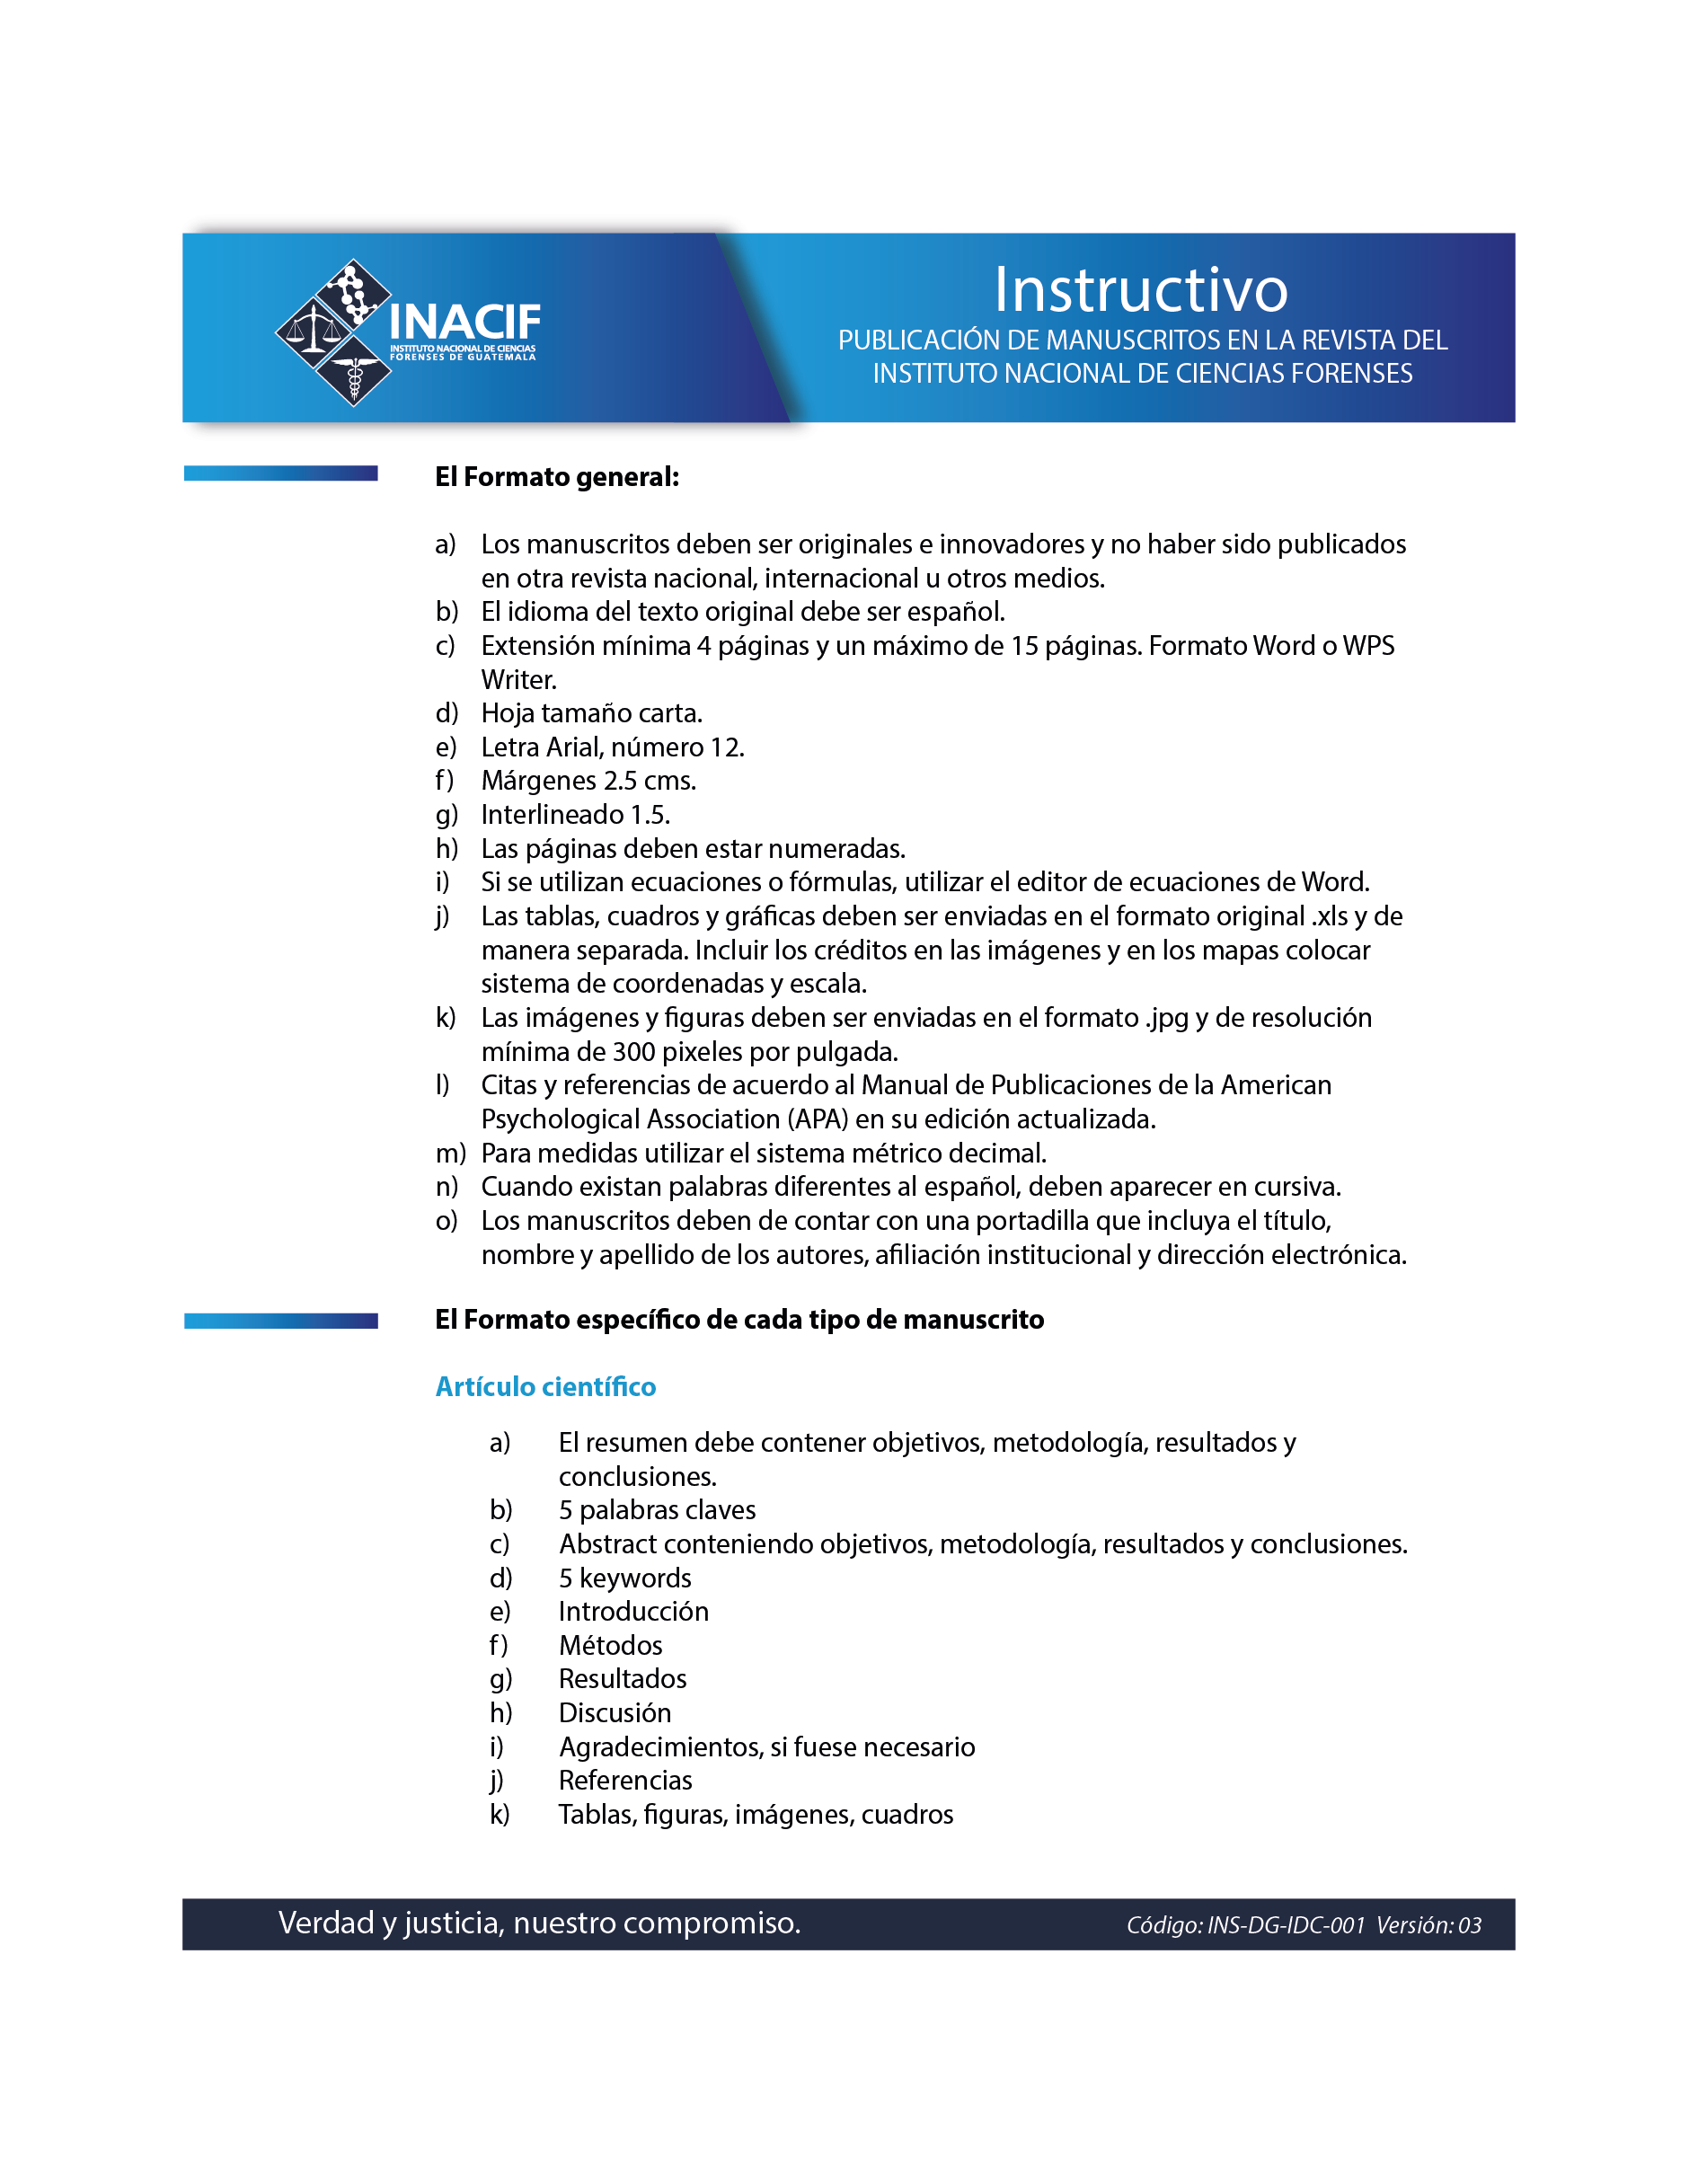 INACIF
INSTITUTO NACIONAL DE CIENCIAS
FORENSES DE GUATEMALA
Instructivo
PUBLICACIÓN DE MANUSCRITOS EN LA REVISTA DEL
INSTITUTO NACIONAL DE CIENCIAS FORENSES
El Formato general:
a) Los manuscritos deben ser originales e innovadores y no haber sido publicados
en otra revista nacional, internacional u otros medios.
b) El idioma del texto original debe ser español.
c) Extensión mínima 4 páginas y un máximo de 15 páginas. Formato Word o WPS
Writer.
d) Hoja tamaño carta.
e) Letra Arial, número 12.
f) Márgenes 2.5 cms.
g) Interlineado 1.5.
h) Las páginas deben estar numeradas.
i) Si se utilizan ecuaciones o fórmulas, utilizar el editor de ecuaciones de Word.
j) Las tablas, cuadros y gráficas deben ser enviadas en el formato original .xls y de
manera separada. Incluir los créditos en las imágenes y en los mapas colocar
sistema de coordenadas y escala.
k) Las imágenes y figuras deben ser enviadas en el formato .jpg y de resolución
mínima de 300 pixeles por pulgada.
l) Citas y referencias de acuerdo al Manual de Publicaciones de la American
Psychological Association (APA) en su edición actualizada.
m) Para medidas utilizar el sistema métrico decimal.
n) Cuando existan palabras diferentes al español, deben aparecer en cursiva.
o) Los manuscritos deben de contar con una portadilla que incluya el título,
nombre y apellido de los autores, afiliación institucional y dirección electrónica.
El Formato específico de cada tipo de manuscrito
Artículo científico
a) El resumen debe contener objetivos, metodología, resultados y
conclusiones.
b) 5 palabras claves
c) Abstract conteniendo objetivos, metodología, resultados y conclusiones.
d) 5 keywords
e) Introducción
f) Métodos
g) Resultados
h) Discusión
i) Agradecimientos, si fuese necesario
j) Referencias
k) Tablas, figuras, imágenes, cuadros
Verdad y justicia, nuestro compromiso.
Código: INS-DG-IDC-001 Versión: 03